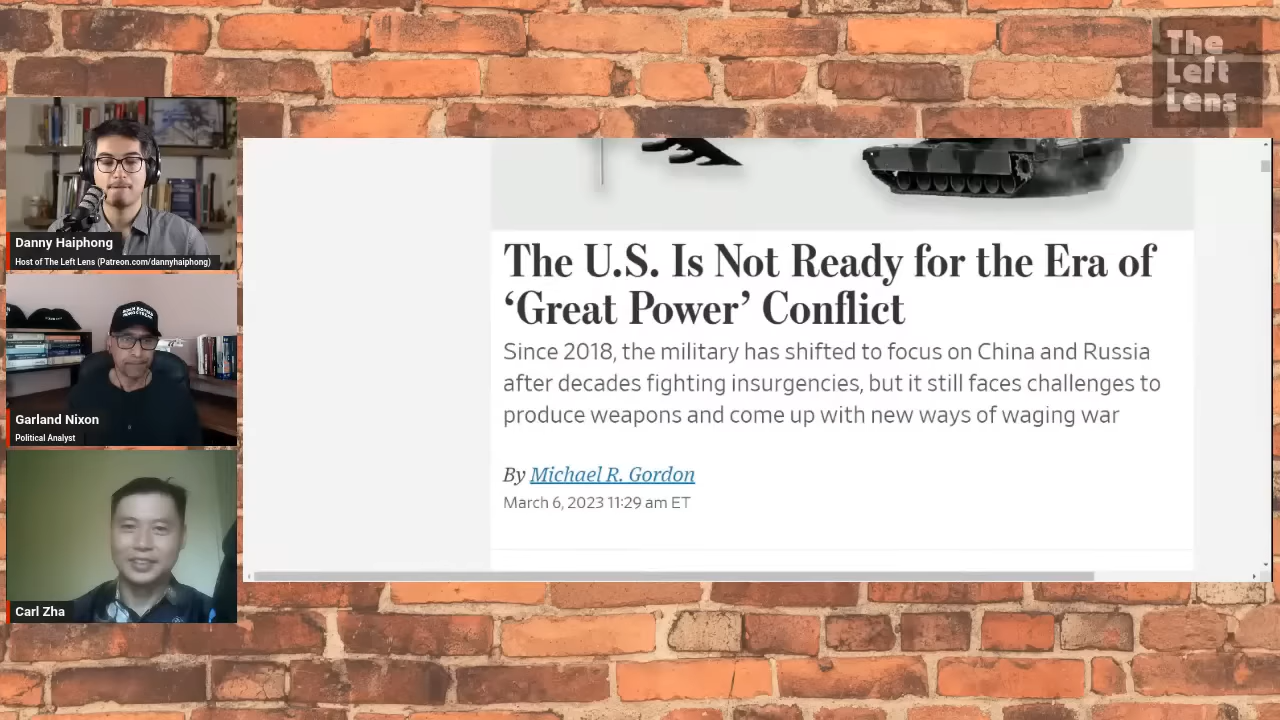 The
Left
Lens
Danny Haiphong
Host of The Left Lens (Patreon.com/dannyhaiphong)
Garland Nixon
Political Analyst
Carl Zha
The U.S. Is Not Ready for the Era of
‘Great Power’ Conflict
Since 2018, the military has shifted to focus on China and Russia
after decades fighting insurgencies, but it still faces challenges to
produce weapons and come up with new ways of waging war
By Michael R. Gordon
March 6, 2023 11:29 am ET